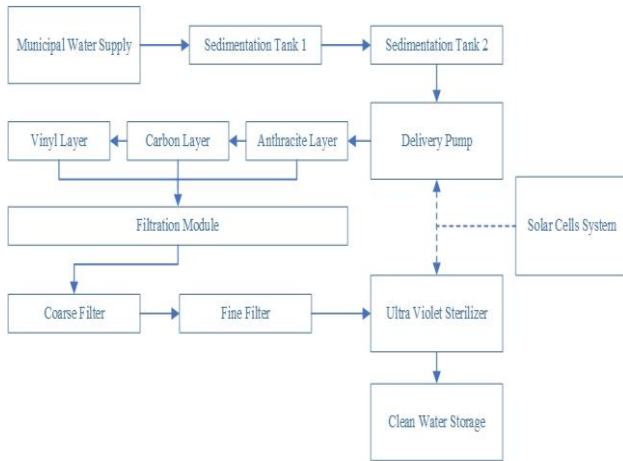 Municipal Water Supply
Sedimentation Tank 1
Sedimentation Tank 2
Vinyl Layer
Carbon Layer
Anthracite Layer
Delivery Pump
Solar Cells System
Filtration Module
Coarse Filter
Fine Filter
Ultra Violet Sterilizer
Clean Water Storage